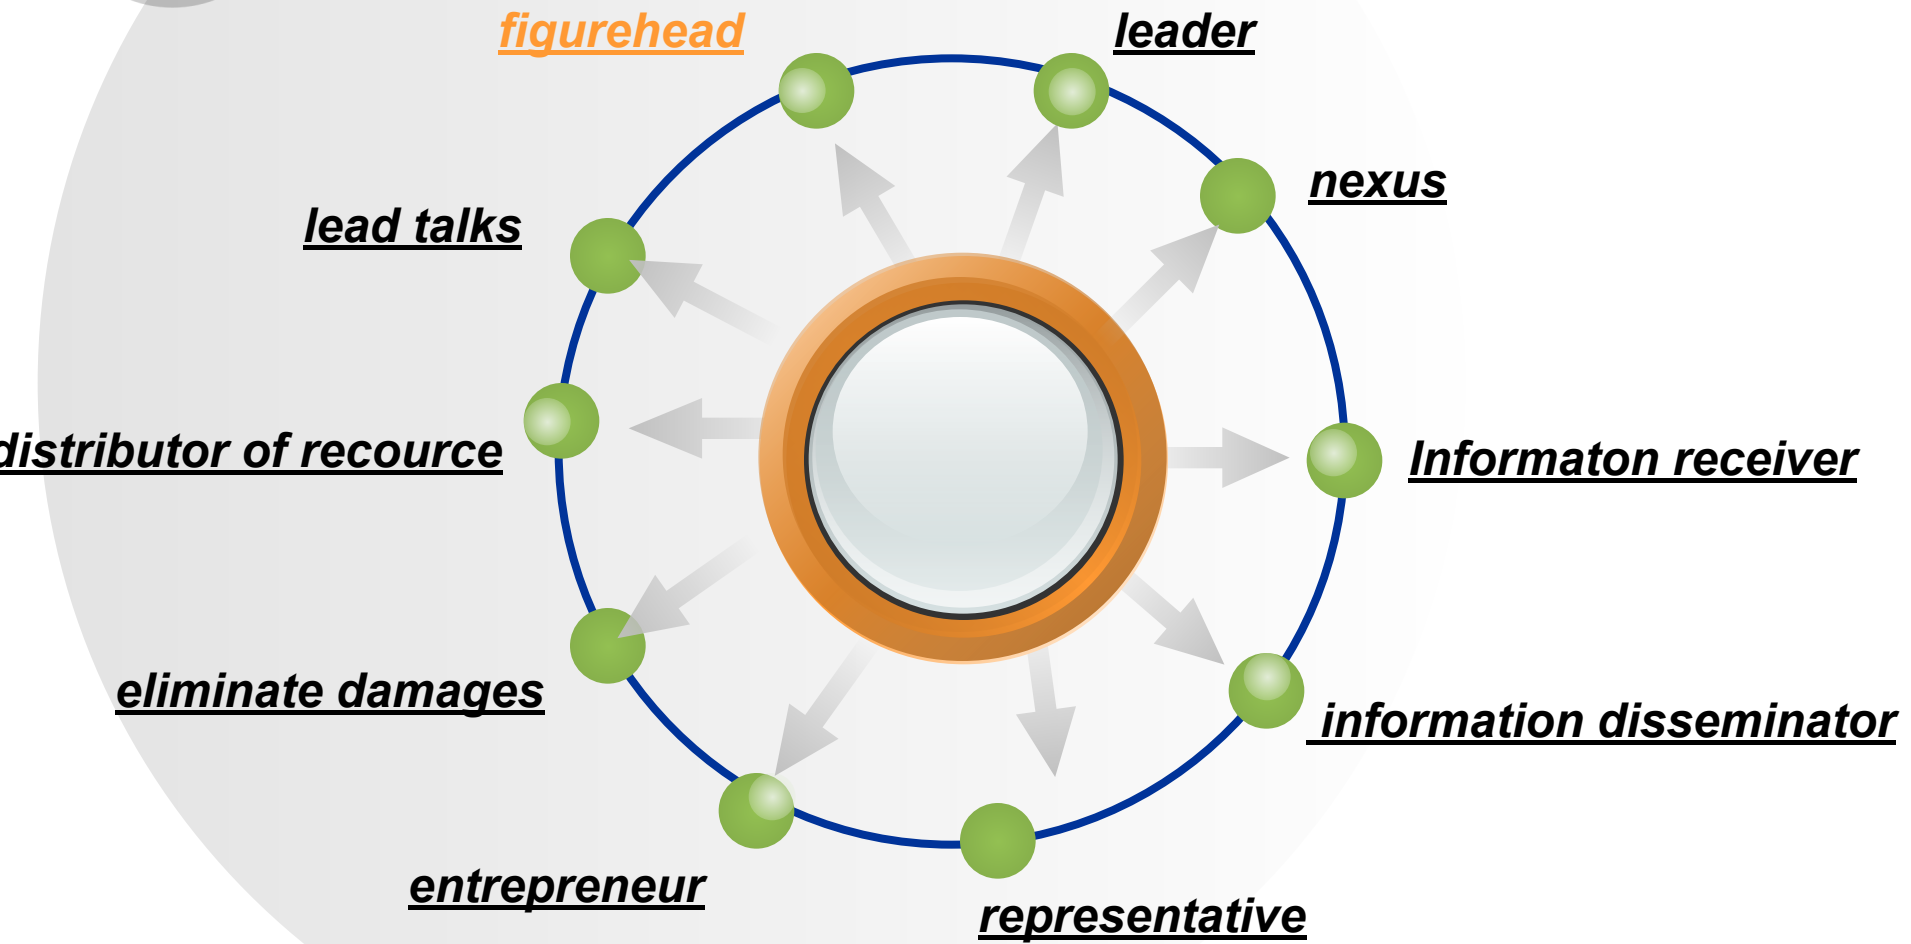 figurehead
leader
nexus
lead talks
distributor of recource
Informaton receiver
eliminate damages
information disseminator
entrepreneur
representative